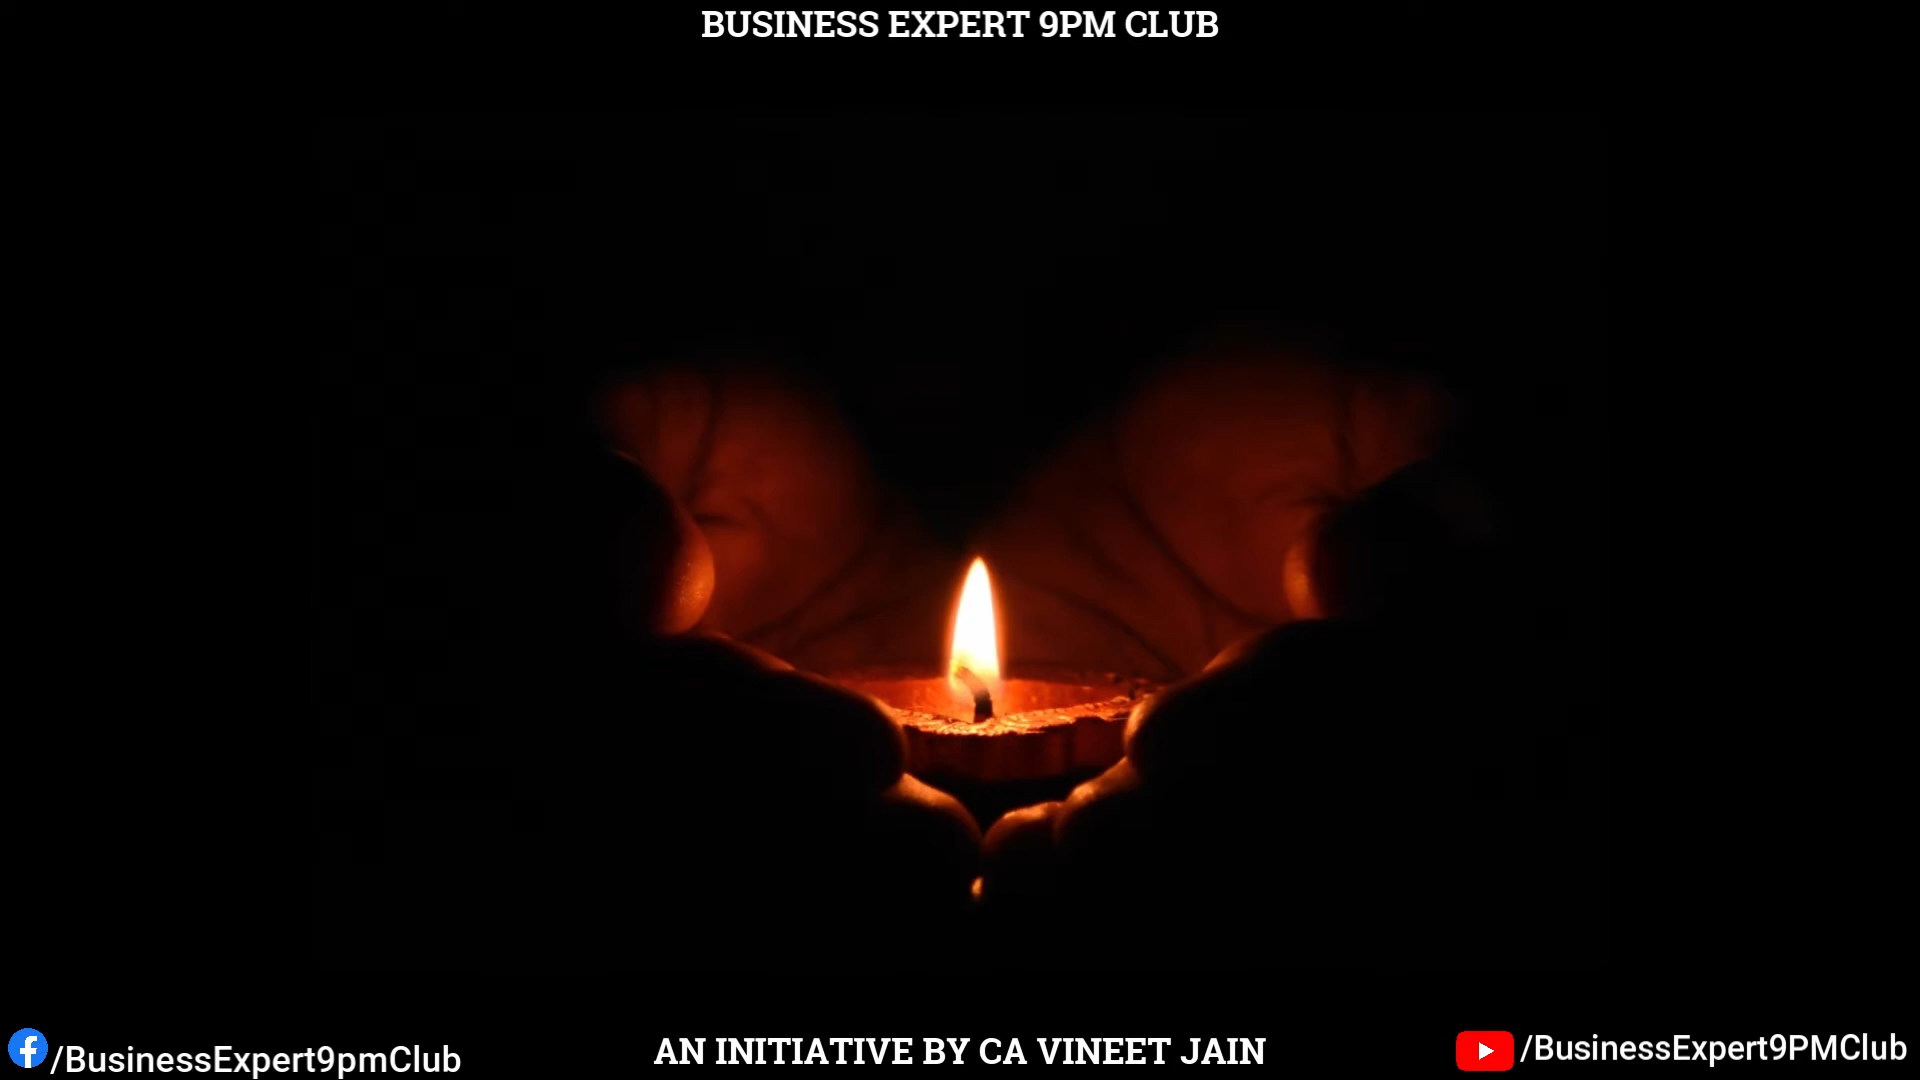 BUSINESS EXPERT 9PM CLUB
/BusinessExpert9pmClub
AN INITIATIVE BY CA VINEET JAIN
/BusinessExpert9PMClub